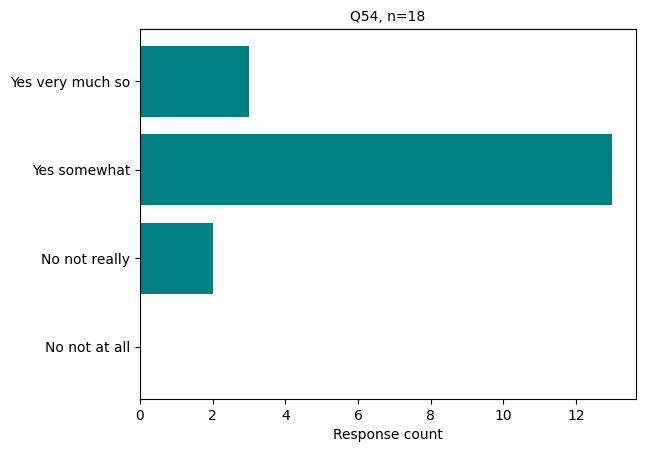 Q54, n=18
Yes very much so
Yes somewhat
No not really
No not at all
0 2 4 6 8 10 12
Response count